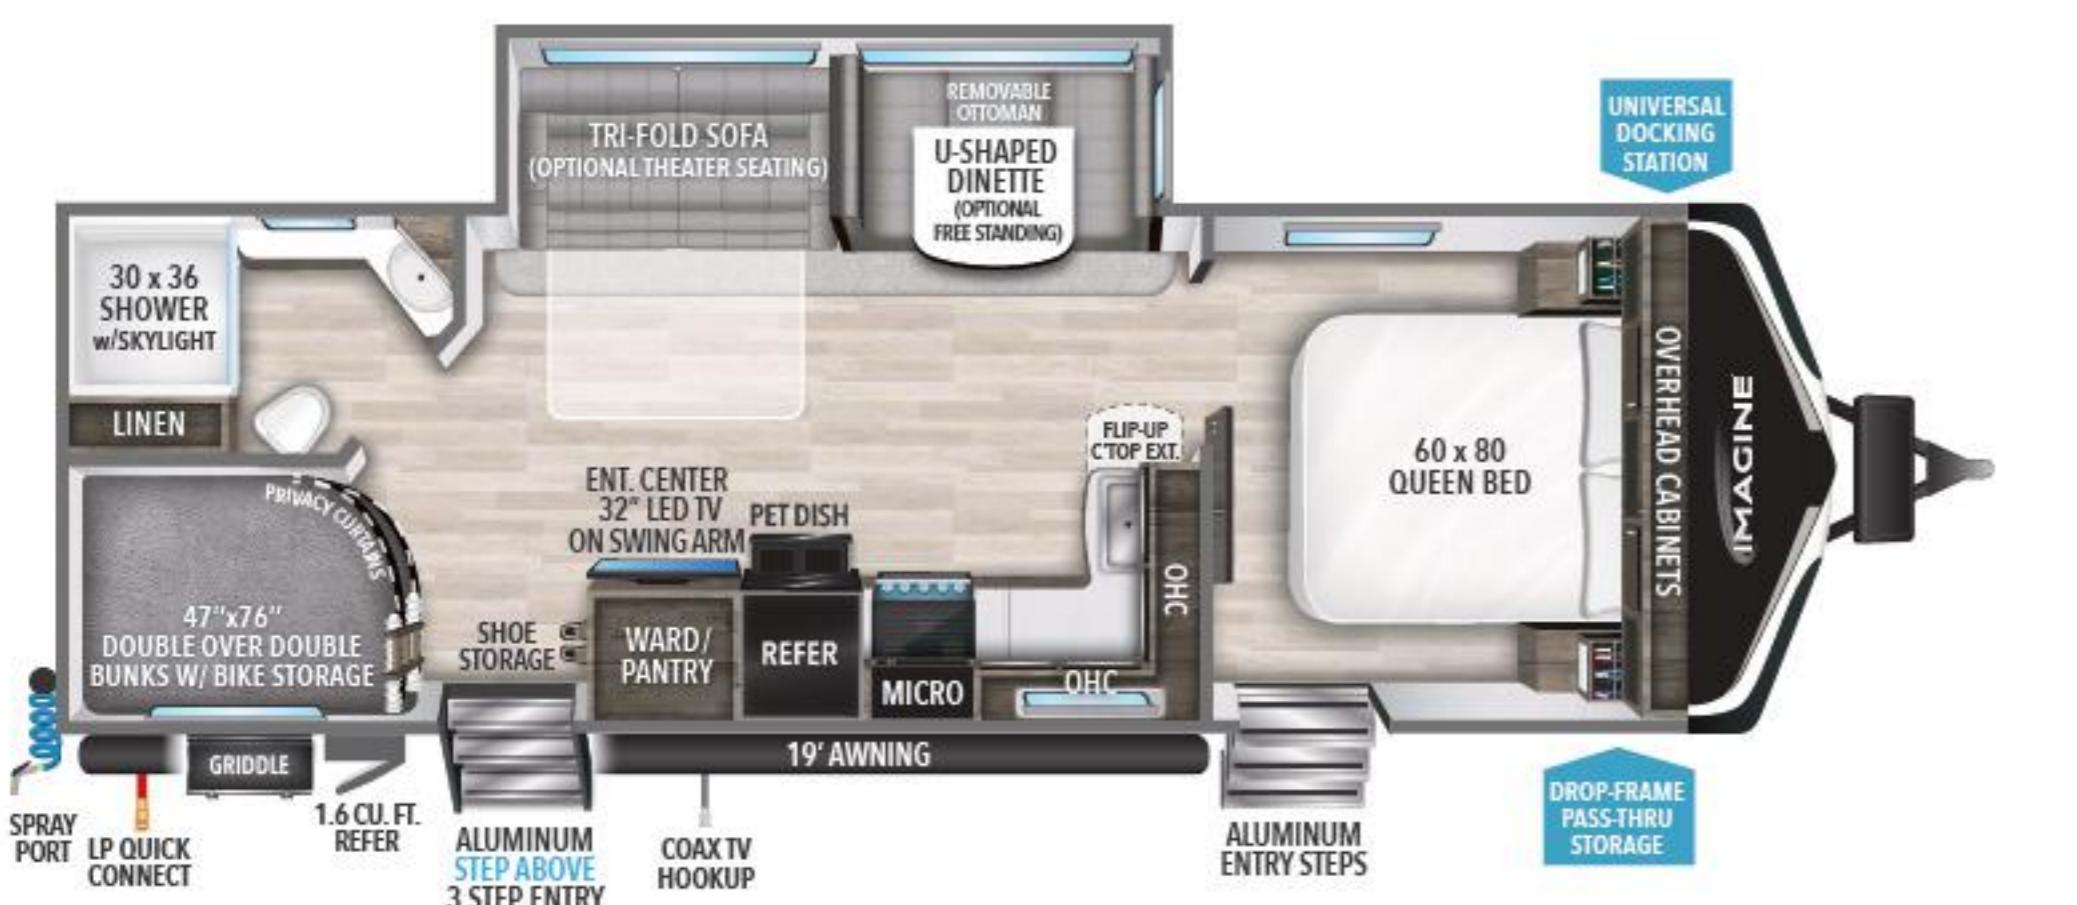 REMOVABLE
OTTOMAN
UNIVERSAL
DOCKING
STATION
TRI-FOLD SOFA
(OPTIONAL THEATER SEATING)
U-SHAPED
DINETTE
(OPTIONAL
FREE STANDING)
30 x 36
SHOWER
w/SKYLIGHT
LINEN
OVERHEAD CABINETS
IMAGINE
FLIP-UP
C'TOP EXT.
60 x 80
QUEEN BED
ENT. CENTER
32" LED TV
ON SWING ARM
PET DISH
PRIVACY CURTAINS
47"x76"
DOUBLE OVER DOUBLE
BUNKS W/ BIKE STORAGE
SHOE
STORAGE
WARD/
PANTRY
REFER
MICRO
OHC
OHC
GRIDDLE
19' AWNING
SPRAY
PORT
LP QUICK
CONNECT
1.6 CU. FT.
REFER
ALUMINUM
STEP ABOVE
3 STEP ENTRY
COAX TV
HOOKUP
ALUMINUM
ENTRY STEPS
DROP-FRAME
PASS-THRU
STORAGE